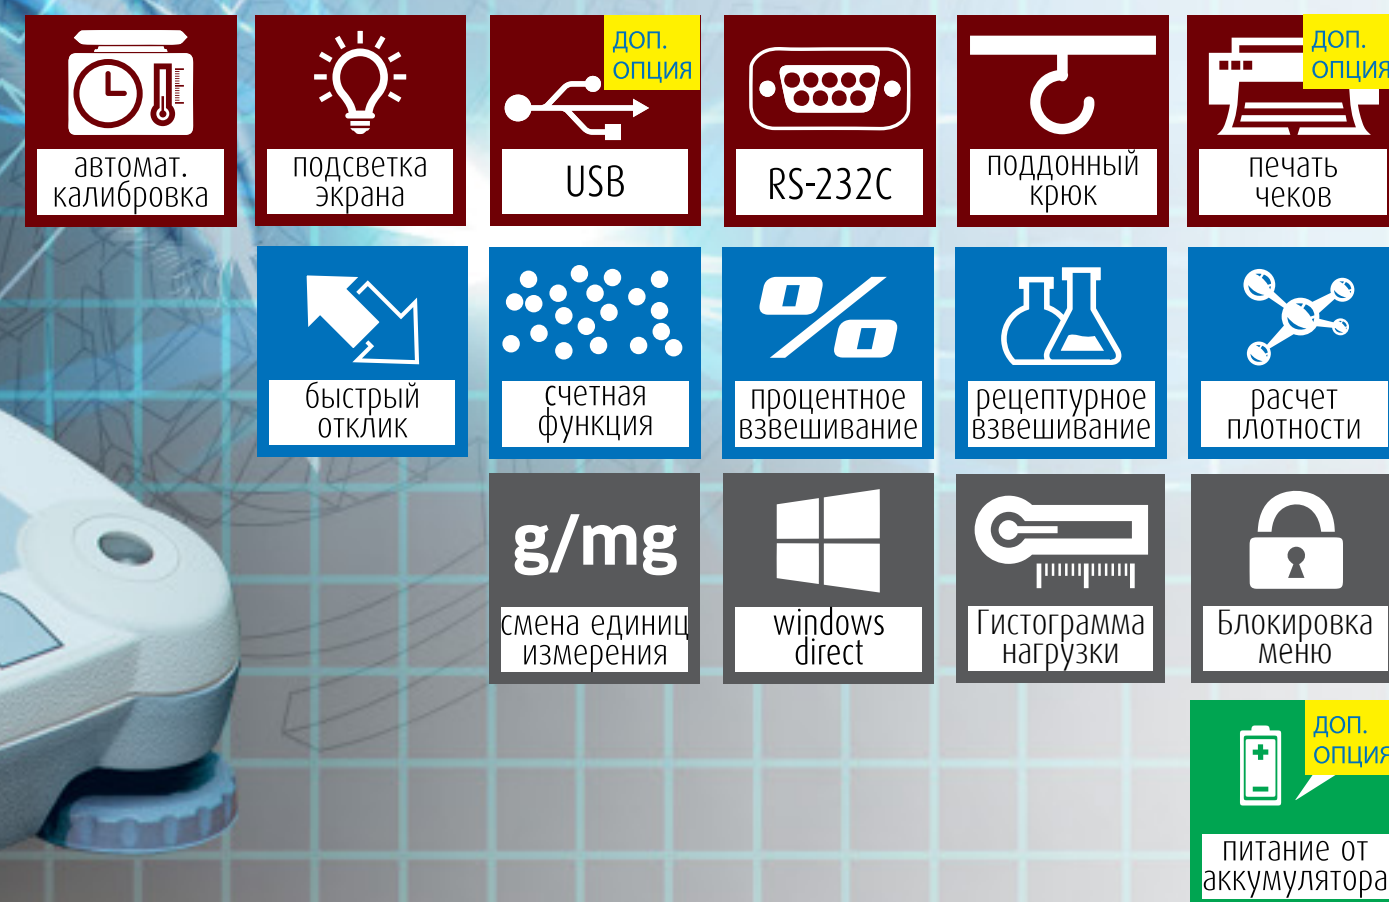 ДОП.
ОПЦИЯ
ДОП.
ОПЦИЯ
автомат.
калибровка
подсветка
экрана
USB
RS-232C
поддонный
крюк
печать
чеков
быстрый
отклик
счетная
функция
%
процентное
взвешивание
рецептурное
взвешивание
расчет
плотности
g/mg
смена единиц
измерения
windows
direct
Гистограмма
нагрузки
Блокировка
меню
ДОП.
ОПЦИЯ
питание от
аккумулятора